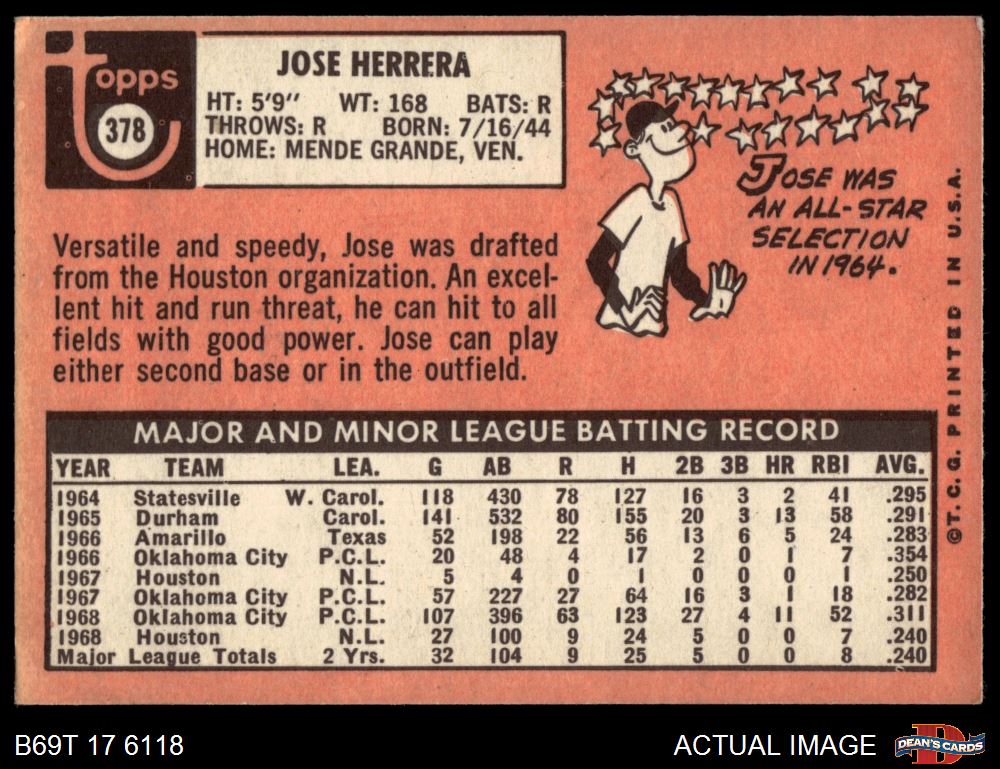 topps
378
JOSE HERRERA
HT: 5'9" WT: 168 BATS: R
THROWS: R BORN: 7/16/44
HOME: MENDE GRANDE, VEN.
JOSE WAS
AN ALL-STAR
SELECTION
IN 1964.
Versatile and speedy, Jose was drafted
from the Houston organization. An excel-
lent hit and run threat, he can hit to all
fields with good power. Jose can play
either second base or in the outfield.
MAJOR AND MINOR LEAGUE BATTING RECORD
YEAR TEAM LEA. G AB R H 2B 3B HR RBI AVG.
1964 Statesville W. Carol. 118 430 78 127 16 3 2 41 .295
1965 Durham Carol. 141 532 80 155 20 3 13 58 .291
1966 Amarillo Texas 52 198 22 56 13 6 5 24 .283
1966 Oklahoma City P.C.L. 20 48 4 17 2 0 1 7 .354
1967 Houston N.L. 5 4 0 1 0 0 0 1 .250
1967 Oklahoma City P.C.L. 57 227 27 64 16 3 1 18 .282
1968 Oklahoma City P.C.L. 107 396 63 123 27 4 11 52 .311
1968 Houston N.L. 27 100 9 24 5 0 0 7 .240
Major League Totals 2 Yrs. 32 104 9 25 5 0 0 8 .240
©T. C. G. PRINTED IN U.S.A.
B69T 17 6118
ACTUAL IMAGE
DEAN'S CARDS